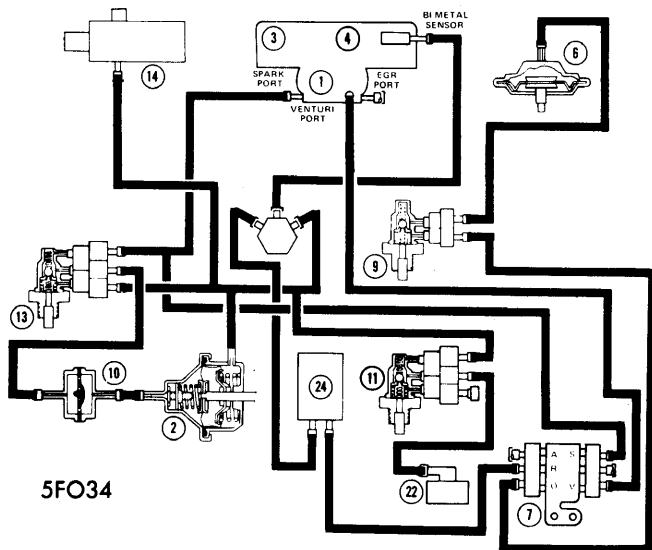 BI METAL
SENSOR
3
4
6
14
SPARK
PORT
1
EGR
PORT
VENTURI
PORT
9
13
10
24
11
2
A S
R
O V
22
7
5FO34